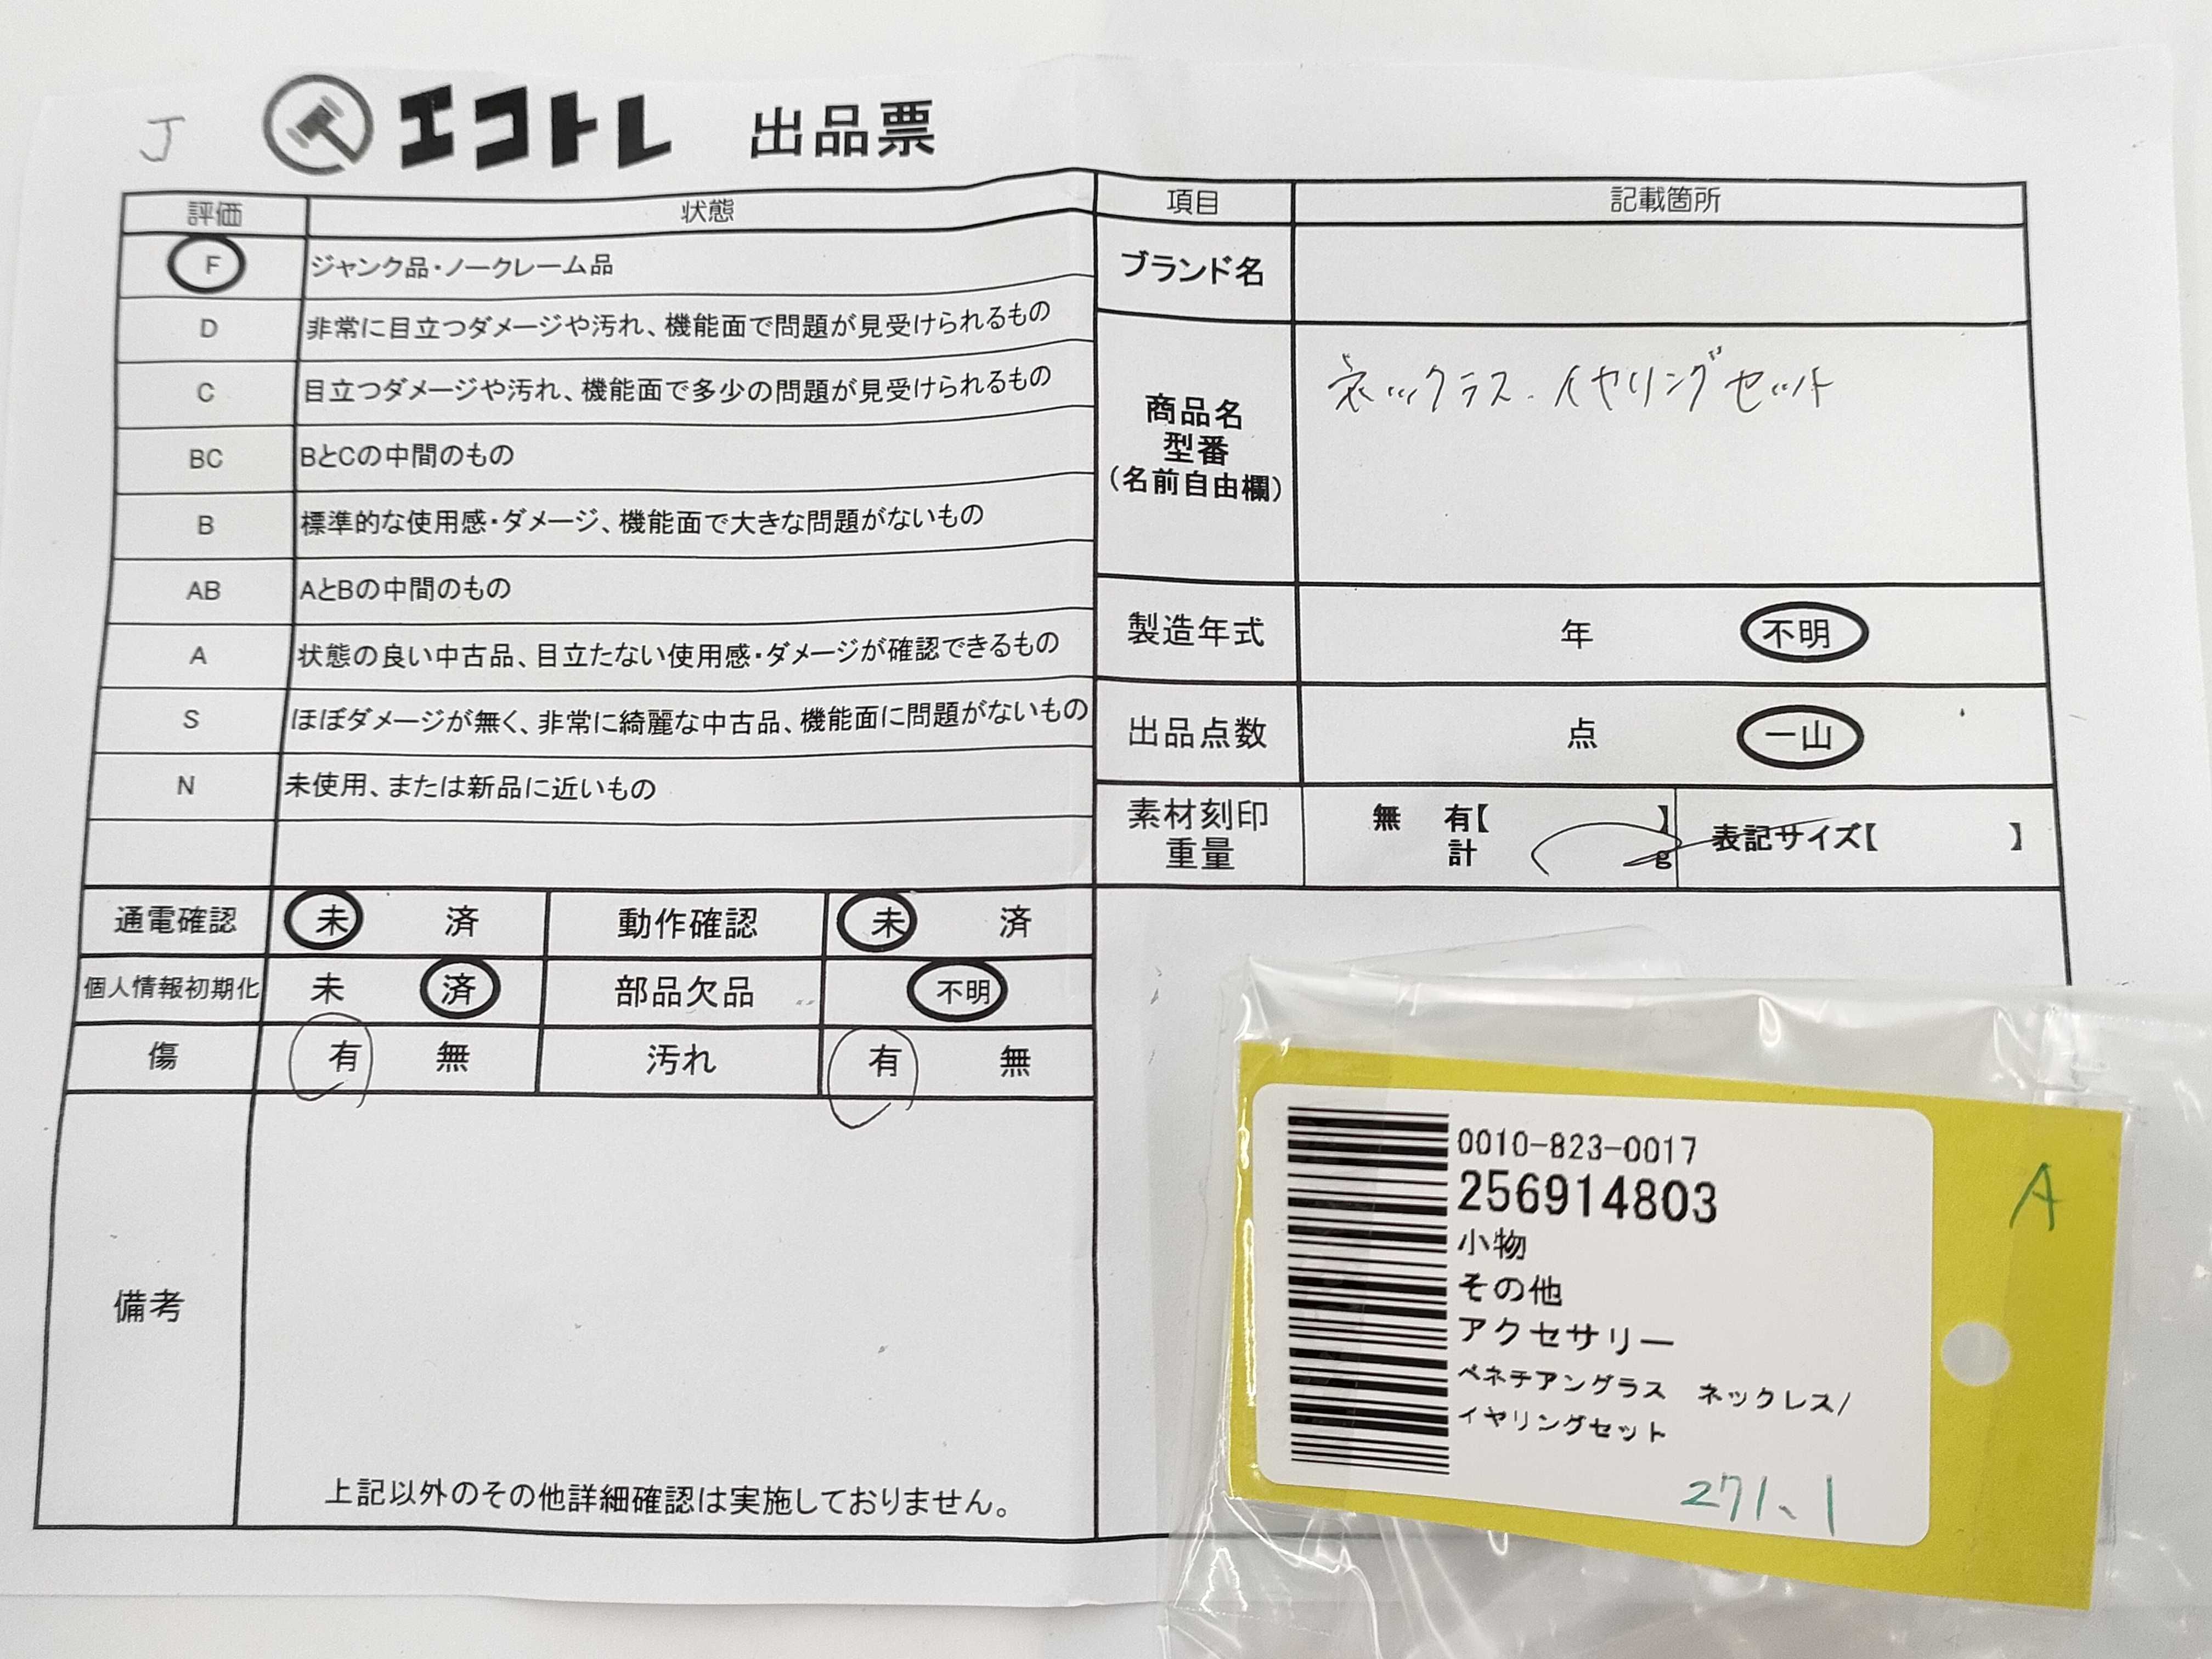 J
エコトレ 出品票
評価 状態
F ジャンク品・ノークレーム品
D 非常に目立つダメージや汚れ、機能面で問題が見受けられるもの
C 目立つダメージや汚れ、機能面で多少の問題が見受けられるもの
BC BとCの中間のもの
B 標準的な使用感・ダメージ、機能面で大きな問題がないもの
AB AとBの中間のもの
A 状態の良い中古品、目立たない使用感・ダメージが確認できるもの
S ほぼダメージが無く、非常に綺麗な中古品、機能面に問題がないもの
N 未使用、または新品に近いもの
通電確認 未 済 動作確認 未 済
個人情報初期化 未 済 部品欠品 不明
傷 有 無 汚れ 有 無
備考
上記以外のその他詳細確認は実施しておりません。
項目 記載箇所
ブランド名
商品名
型番
(名前自由欄)
ネックラス.イヤリングセット
製造年式 年 不明
出品点数 点 一山
素材刻印 無 有【 】
重量 計 g
表記サイズ【 】
0010-823-0017
256914803
小物
その他
アクセサリー
ベネチアングラス ネックレス/
イヤリングセット
271、1
A